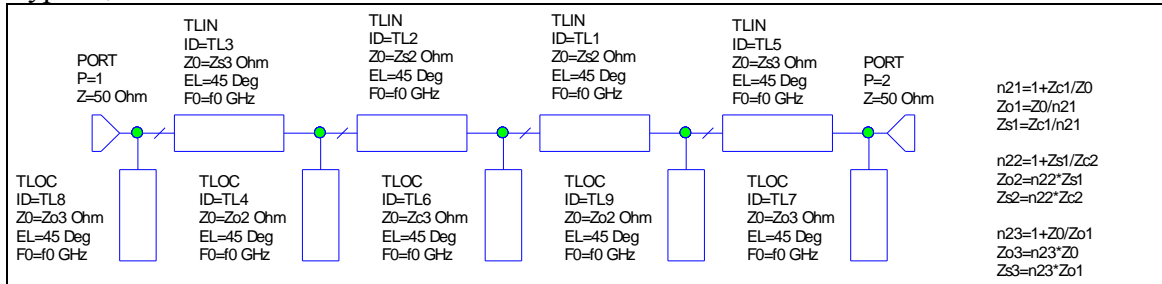 TLIN
ID=TL3
Z0=Zs3 Ohm
EL=45 Deg
F0=f0 GHz
TLIN
ID=TL2
Z0=Zs2 Ohm
EL=45 Deg
F0=f0 GHz
TLIN
ID=TL1
Z0=Zs2 Ohm
EL=45 Deg
F0=f0 GHz
TLIN
ID=TL5
Z0=Zs3 Ohm
EL=45 Deg
F0=f0 GHz
PORT
P=1
Z=50 Ohm
PORT
P=2
Z=50 Ohm
TLOC
ID=TL8
Z0=Zo3 Ohm
EL=45 Deg
F0=f0 GHz
TLOC
ID=TL4
Z0=Zo2 Ohm
EL=45 Deg
F0=f0 GHz
TLOC
ID=TL6
Z0=Zc3 Ohm
EL=45 Deg
F0=f0 GHz
TLOC
ID=TL9
Z0=Zo2 Ohm
EL=45 Deg
F0=f0 GHz
TLOC
ID=TL7
Z0=Zo3 Ohm
EL=45 Deg
F0=f0 GHz
n21=1+Zc1/Z0
Zo1=Z0/n21
Zs1=Zc1/n21
n22=1+Zs1/Zc2
Zo2=n22*Zs1
Zs2=n22*Zc2
n23=1+Z0/Zo1
Zo3=n23*Z0
Zs3=n23*Zo1